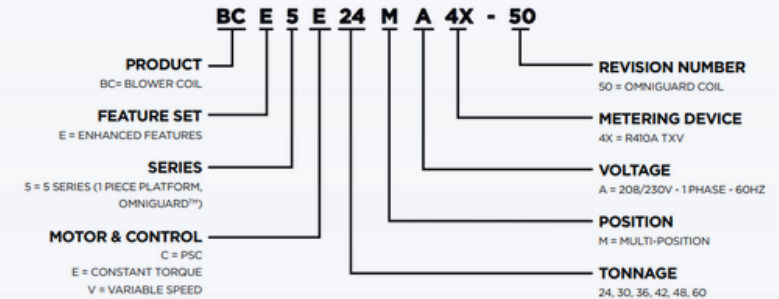 BC E 5 E 24 M A 4X - 50
PRODUCT
BC= BLOWER COIL
FEATURE SET
E = ENHANCED FEATURES
SERIES
5 = 5 SERIES (1 PIECE PLATFORM,
OMNIGUARD™)
MOTOR & CONTROL
C = PSC
E = CONSTANT TORQUE
V = VARIABLE SPEED
REVISION NUMBER
50 = OMNIGUARD COIL
METERING DEVICE
4X = R410A TXV
VOLTAGE
A = 208/230V - 1 PHASE - 60HZ
POSITION
M = MULTI-POSITION
TONNAGE
24, 30, 36, 42, 48, 60